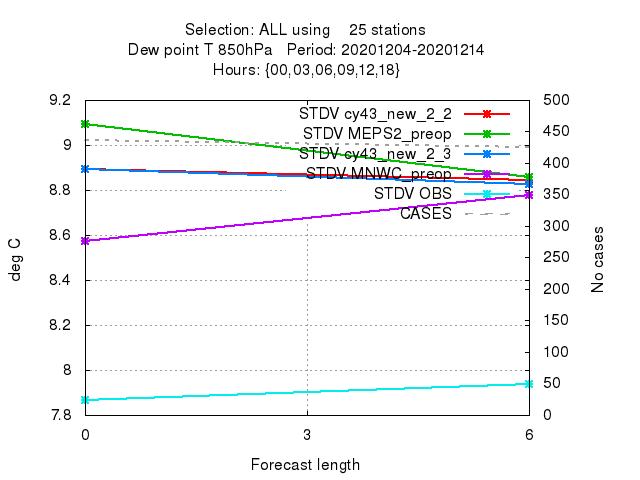 Selection: ALL using    25 stations
Dew point T 850hPa   Period: 20201204-20201214
Hours: {00,03,06,09,12,18}
STDV cy43_new_2_2
STDV MEPS2_preop
STDV cy43_new_2_3
STDV MNWC_preop
STDV OBS
CASES
9.2
9
8.8
8.6
8.4
8.2
8
7.8
deg C
500
450
400
350
300
250
200
150
100
50
0
No cases
0
3
6
Forecast length